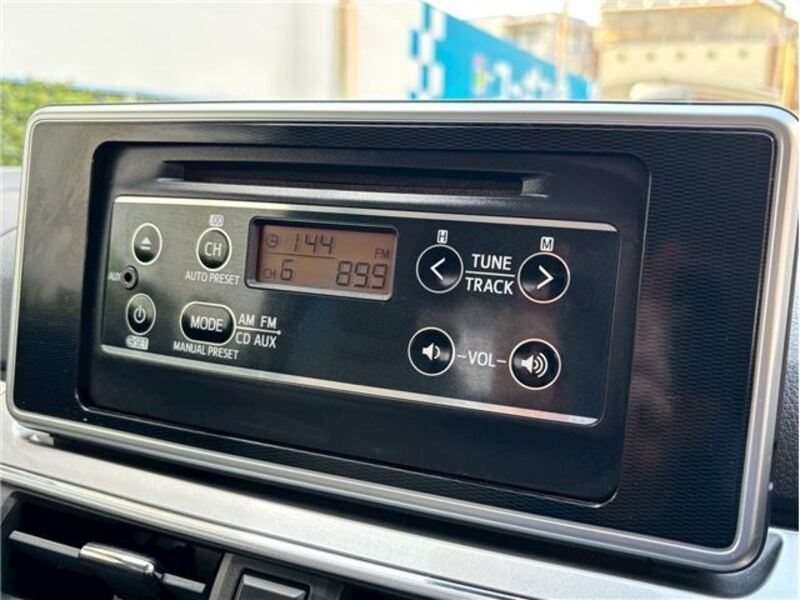 :00
H
M
CH
AUTO PRESET
1:44
FM
CH 6
89.9
TUNE
TRACK
AUX
SET
MODE
AM FM
CD AUX
MANUAL PRESET
VOL